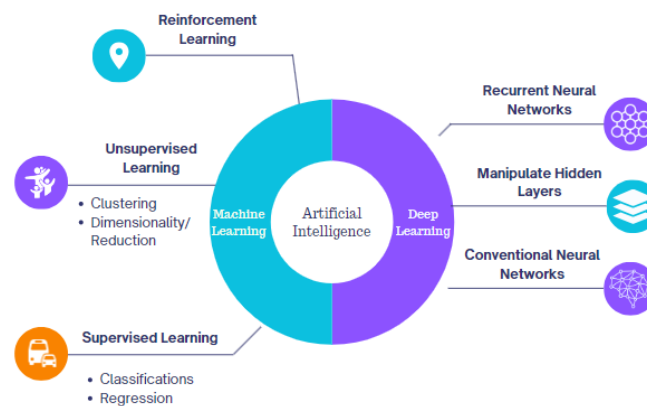 Reinforcement
Learning
Unsupervised
Learning
• Clustering
• Dimensionality/
Reduction
Supervised Learning
• Classifications
• Regression
Machine
Learning
Artificial
Intelligence
Deep
Learning
Recurrent Neural
Networks
Manipulate Hidden
Layers
Conventional Neural
Networks